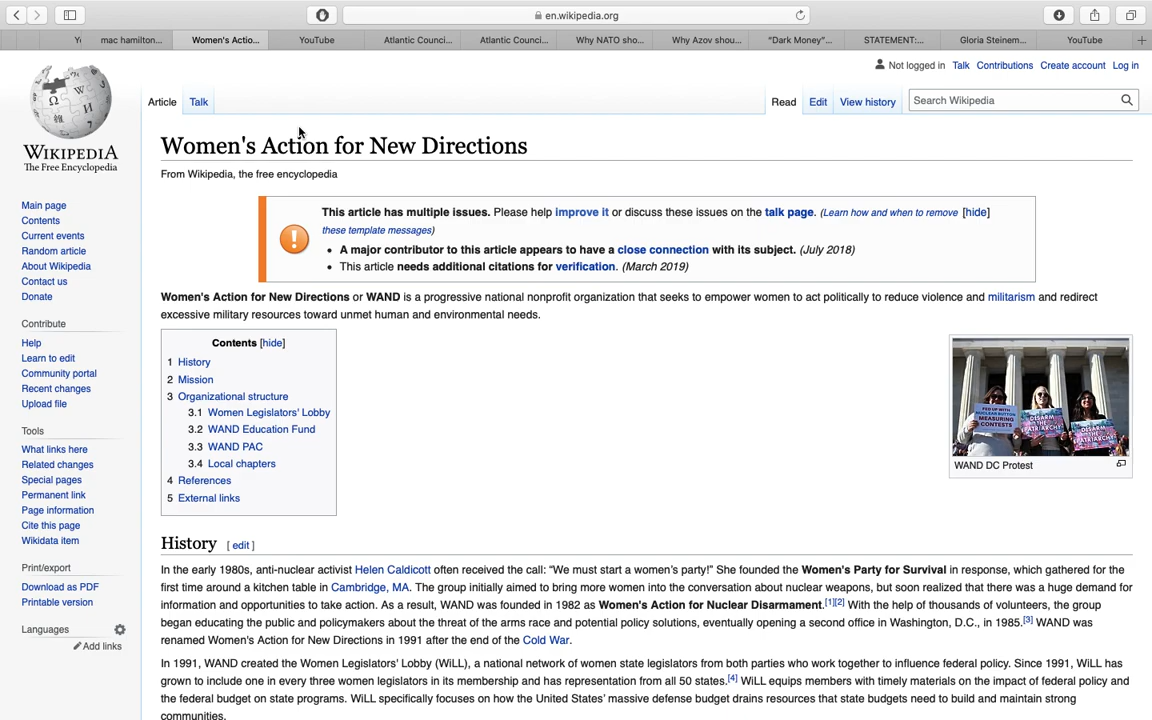 en.wikipedia.org
Yı
mac hamilton...
Women's Actio...
YouTube
Atlantic Counci...
Atlantic Counci...
Why NATO sho...
Why Azov shou...
"Dark Money"...
STATEMENT:...
Gloria Steinem...
YouTube
Not logged in Talk Contributions Create account Log in
Article Talk
Read Edit View history
Search Wikipedia
WIKIPEDIA
The Free Encyclopedia
Main page
Contents
Current events
Random article
About Wikipedia
Contact us
Donate
Contribute
Help
Learn to edit
Community portal
Recent changes
Upload file
Tools
What links here
Related changes
Special pages
Permanent link
Page information
Cite this page
Wikidata item
Print/export
Download as PDF
Printable version
Languages
Add links
Women's Action for New Directions
From Wikipedia, the free encyclopedia
This article has multiple issues. Please help improve it or discuss these issues on the talk page. (Learn how and when to remove [hide]
these template messages)
• A major contributor to this article appears to have a close connection with its subject. (July 2018)
• This article needs additional citations for verification. (March 2019)
Women's Action for New Directions or WAND is a progressive national nonprofit organization that seeks to empower women to act politically to reduce violence and militarism and redirect
excessive military resources toward unmet human and environmental needs.
Contents [hide]
1 History
2 Mission
3 Organizational structure
3.1 Women Legislators' Lobby
3.2 WAND Education Fund
3.3 WAND PAC
3.4 Local chapters
4 References
5 External links
FED UP WITH
NUCLEAR BUTTON
MEASURING
CONTESTS
DISARM
THE
PATRIARCHY
DISARM
THE
PATRIARCHY
WAND DC Protest
History [ edit ]
In the early 1980s, anti-nuclear activist Helen Caldicott often received the call: "We must start a women's party!" She founded the Women's Party for Survival in response, which gathered for the
first time around a kitchen table in Cambridge, MA. The group initially aimed to bring more women into the conversation about nuclear weapons, but soon realized that there was a huge demand for
information and opportunities to take action. As a result, WAND was founded in 1982 as Women's Action for Nuclear Disarmament.[1][2] With the help of thousands of volunteers, the group
began educating the public and policymakers about the threat of the arms race and potential policy solutions, eventually opening a second office in Washington, D.C., in 1985.[3] WAND was
renamed Women's Action for New Directions in 1991 after the end of the Cold War.
In 1991, WAND created the Women Legislators' Lobby (WiLL), a national network of women state legislators from both parties who work together to influence federal policy. Since 1991, WiLL has
grown to include one in every three women legislators in its membership and has representation from all 50 states.[4] WiLL equips members with timely materials on the impact of federal policy and
the federal budget on state programs. WiLL specifically focuses on how the United States' massive defense budget drains resources that state budgets need to build and maintain strong
communities.